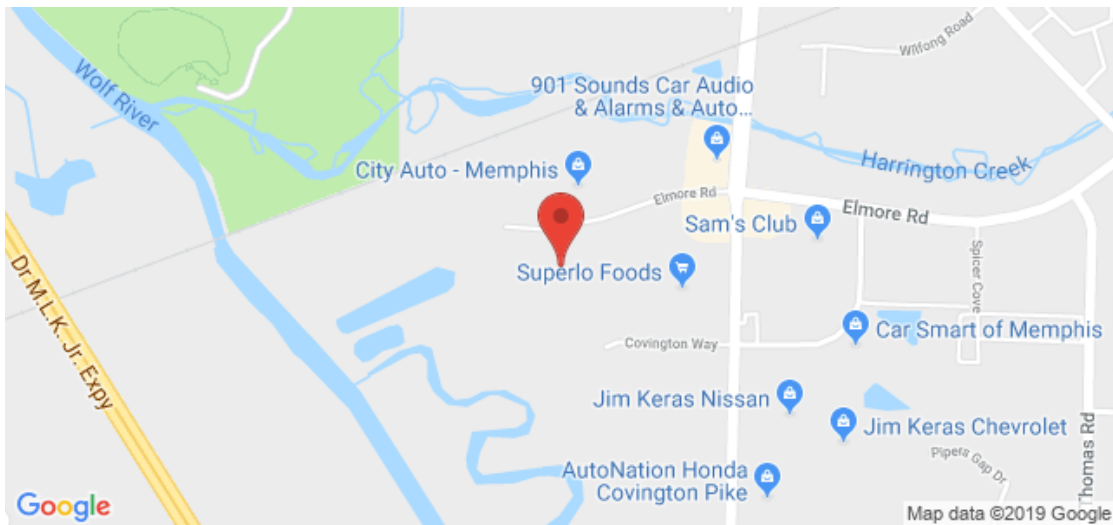 Wilfong Road
Wolf River
901 Sounds Car Audio
& Alarms & Auto...
Harrington Creek
City Auto - Memphis
Elmore Rd
Elmore Rd
Sam's Club
Spicer Cove
Superlo Foods
Dr M.L.K. Jr. Expy
Car Smart of Memphis
Covington Way
Jim Keras Nissan
Jim Keras Chevrolet
Pipers Gap Dr
Thomas Rd
AutoNation Honda
Covington Pike
Google
Map data ©2019 Google